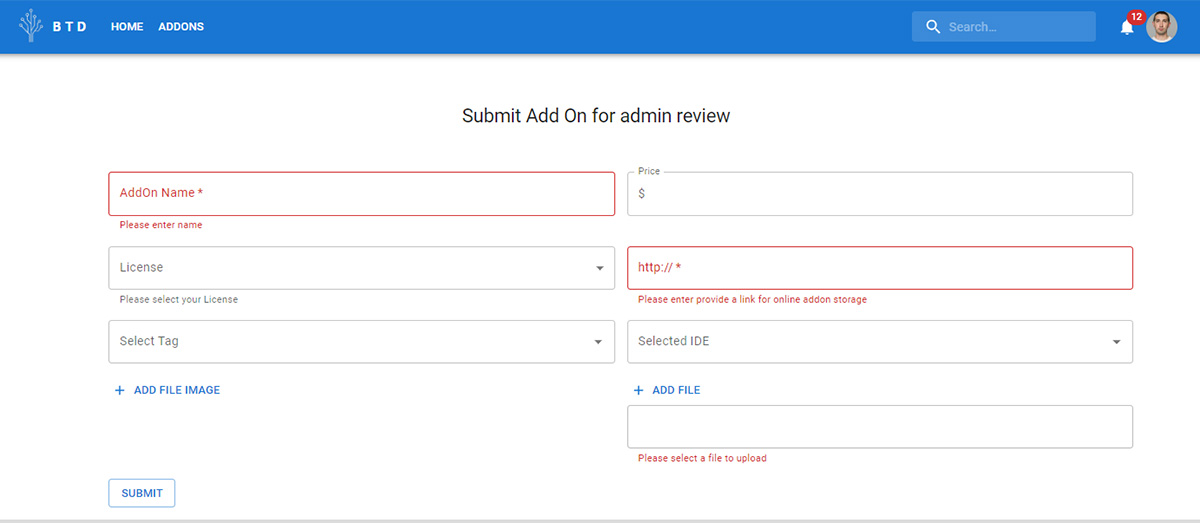 BTD HOME ADDONS Search... 12
Submit Add On for admin review
AddOn Name *
Please enter name
Price
$
License
Please select your License
http:// *
Please enter provide a link for online addon storage
Select Tag
Selected IDE
+ ADD FILE IMAGE
+ ADD FILE
Please select a file to upload
SUBMIT